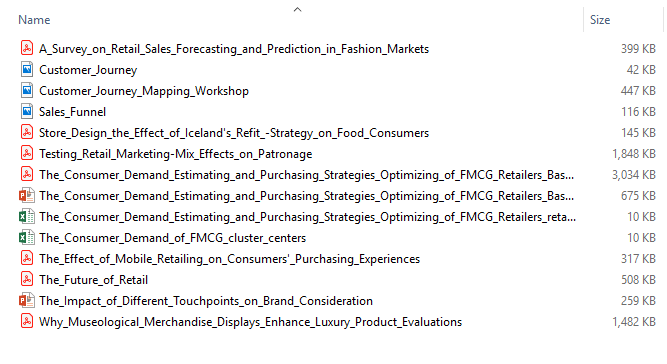 Name Size
A_Survey_on_Retail_Sales_Forecasting_and_Prediction_in_Fashion_Markets 399 KB
Customer_Journey 42 KB
Customer_Journey_Mapping_Workshop 447 KB
Sales_Funnel 116 KB
Store_Design_the_Effect_of_Iceland's_Refit_-Strategy_on_Food_Consumers 145 KB
Testing_Retail_Marketing-Mix_Effects_on_Patronage 1,848 KB
The_Consumer_Demand_Estimating_and_Purchasing_Strategies_Optimizing_of_FMCG_Retailers_Bas... 3,034 KB
The_Consumer_Demand_Estimating_and_Purchasing_Strategies_Optimizing_of_FMCG_Retailers_Bas... 675 KB
The_Consumer_Demand_Estimating_and_Purchasing_Strategies_Optimizing_of_FMCG_Retailers_reta... 10 KB
The_Consumer_Demand_of_FMCG_cluster_centers 10 KB
The_Effect_of_Mobile_Retailing_on_Consumers'_Purchasing_Experiences 317 KB
The_Future_of_Retail 508 KB
The_Impact_of_Different_Touchpoints_on_Brand_Consideration 259 KB
Why_Museological_Merchandise_Displays_Enhance_Luxury_Product_Evaluations 1,482 KB